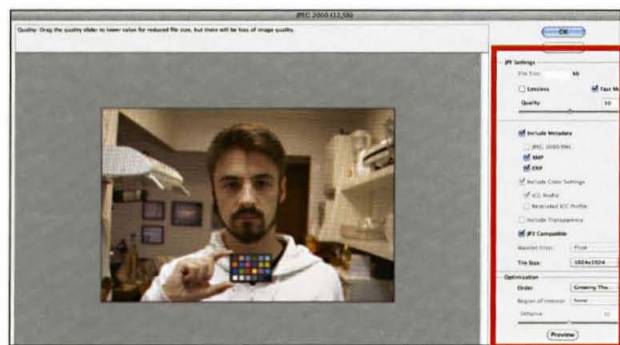 JPEG 2000 (12,5%)
Quality: Drag the quality slider to lower value for reduced file size, but there will be loss of image quality.
OK
JPF Settings
File Size: kb
Lossless
Fast Mo
Quality: 50
Include Metadata
JPEG 2000 XML
XMP
EXIF
Include Color Settings
ICC Profile
Restricted ICC Profile
Include Transparency
JP2 Compatible
Wavelet Filter: Float
Tile Size: 1024x1024
Optimization
Order: Growing Thu...
Region of Interest: None
Enhance
Preview